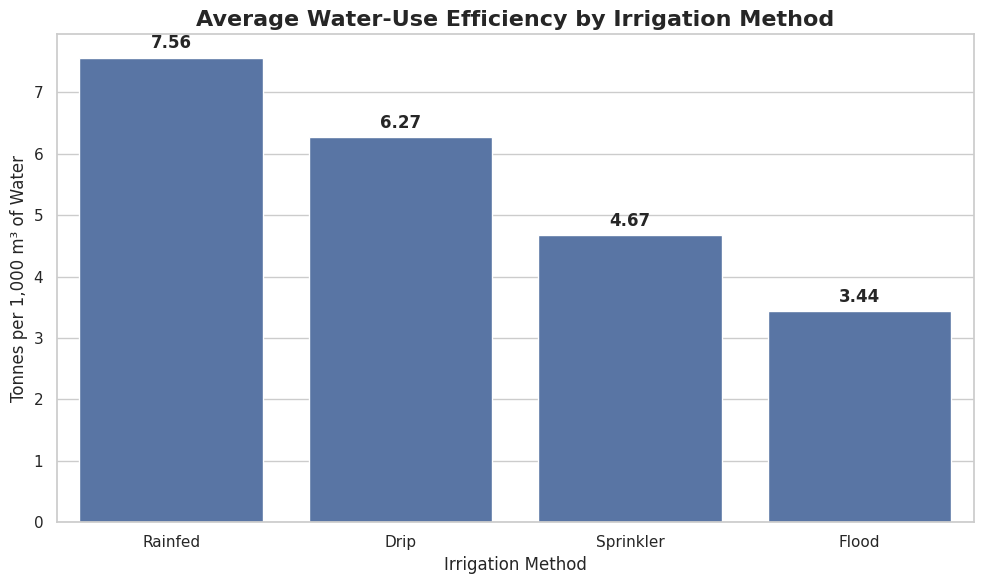 Average Water-Use Efficiency by Irrigation Method
7.56
6.27
4.67
3.44
7
6
5
4
3
2
1
0
Tonnes per 1,000 m³ of Water
Rainfed
Drip
Sprinkler
Flood
Irrigation Method